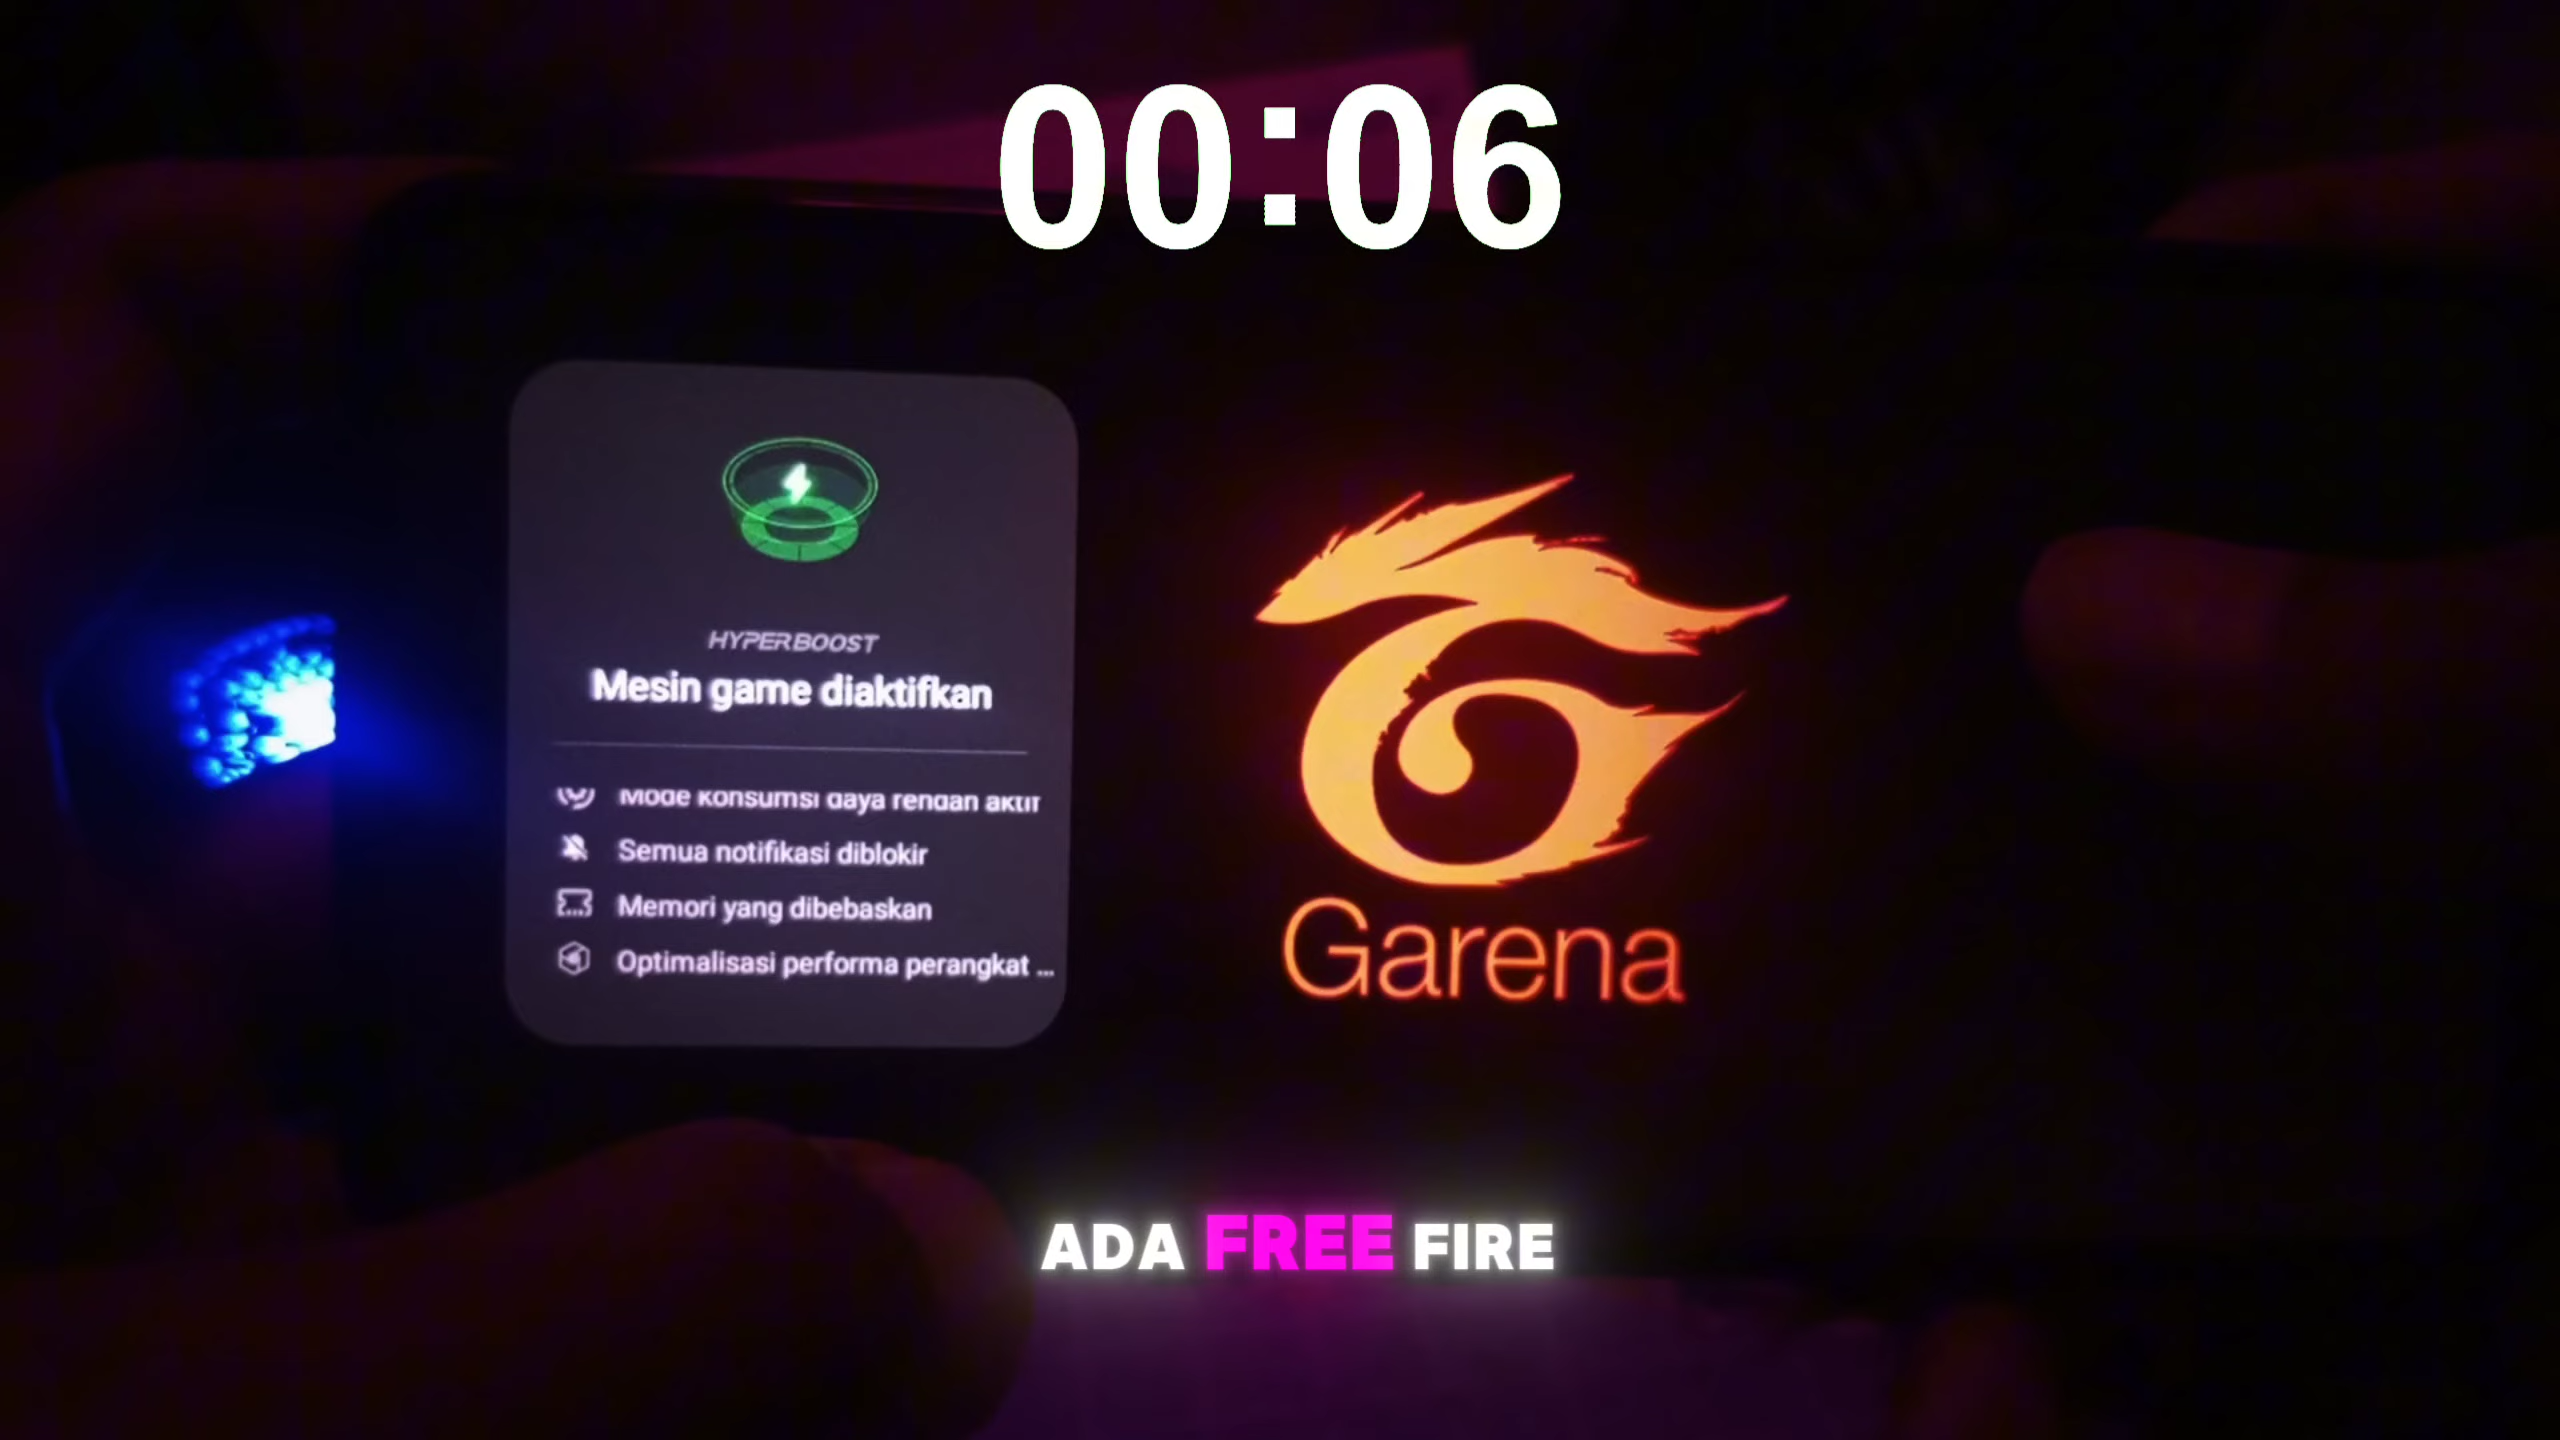 00:06
HYPERBOOST
Mesin game diaktifkan
Mode konsumsi daya rendah aktif
Semua notifikasi diblokir
Memori yang dibebaskan
Optimalisasi performa perangkat ...
Garena
ADA FREE FIRE